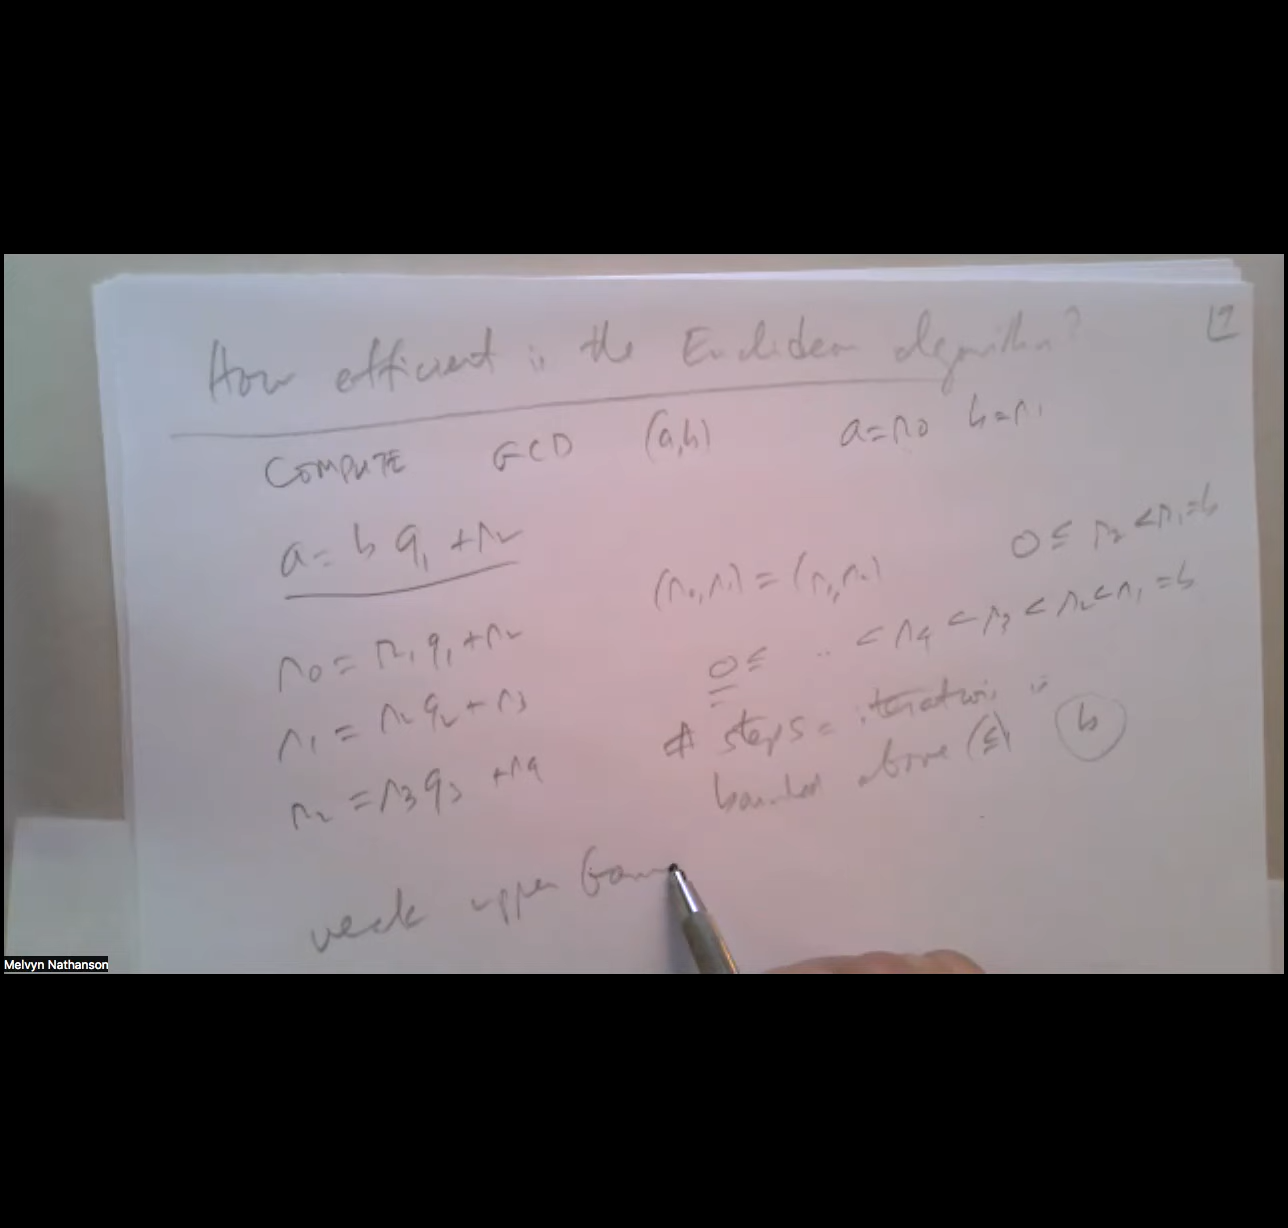 How efficient is the Euclidean algorithm?
17
COMPUTE GCD (a,b) a=r0 b=r1
a= b q1 +r2
0 ≤ r2 <r1=b
(r0,r1) = (r1,r2)
r0 = r1 q1 +r2
0 ≤ .. < r4 < r3 < r2 < r1 =b
r1 = r2 q2 + r3
# steps = iterations is
r2 = r3 q3 +r4
bounded above (≤) b
weak upper boun
Melvyn Nathanson